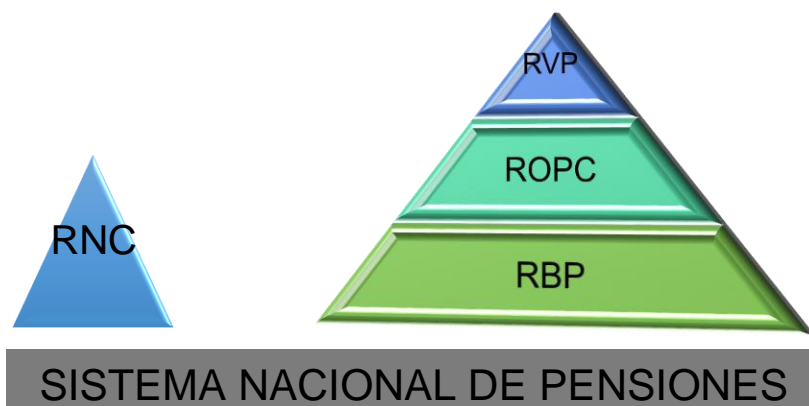 RVP
ROPC
RNC
RBP
SISTEMA NACIONAL DE PENSIONES